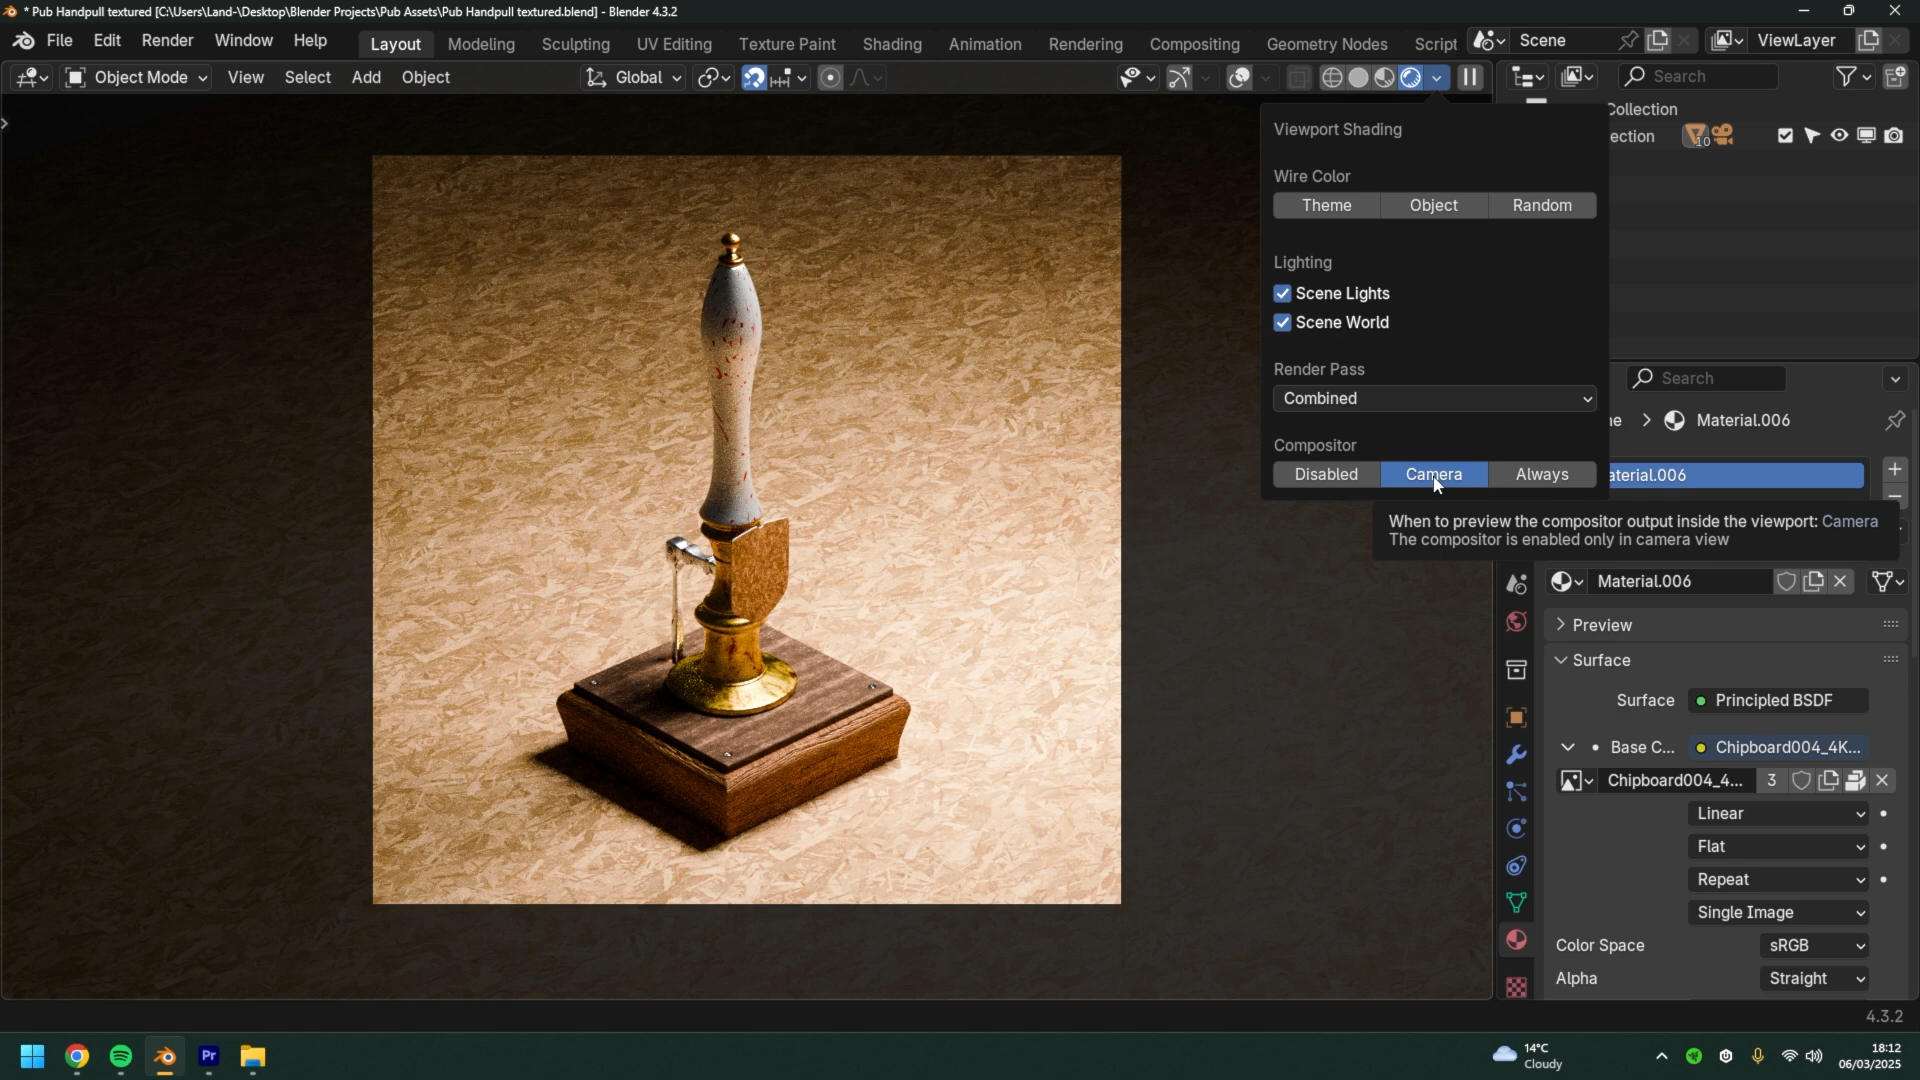 * Pub Handpull textured [C:\Users\Land-\Desktop\Blender Projects\Pub Assets\Pub Handpull textured.blend] - Blender 4.3.2
File Edit Render Window Help Layout Modeling Sculpting UV Editing Texture Paint Shading Animation Rendering Compositing Geometry Nodes Script Scene ViewLayer
Object Mode View Select Add Object Global Search
Collection
ection 10
Viewport Shading
Wire Color
Theme Object Random
Lighting
Scene Lights
Scene World
Render Pass
Combined
Compositor
Disabled Camera Always
When to preview the compositor output inside the viewport: Camera
The compositor is enabled only in camera view
Search
ne Material.006
aterial.006
Material.006
Preview
Surface
Surface Principled BSDF
Base C... Chipboard004_4K...
Chipboard004_4... 3
Linear
Flat
Repeat
Single Image
Color Space sRGB
Alpha Straight
4.3.2
Pr
14°C
Cloudy
18:12
06/03/2025